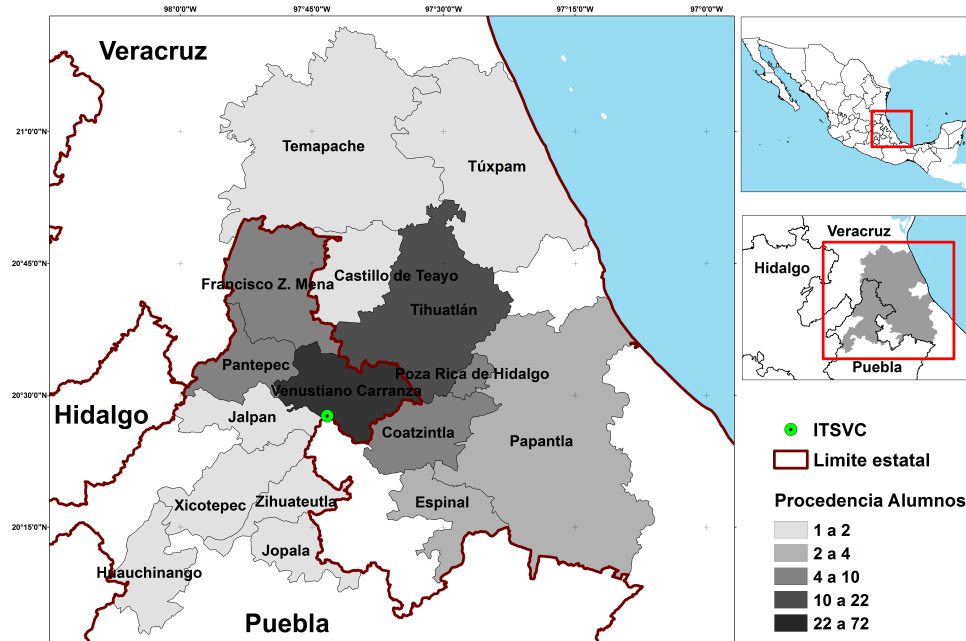 98°0'0"W
97°45'0"W
97°30'0"W
97°15'0"W
97°0'0"W
Veracruz
21°0'0"N
Temapache
Túxpam
20°45'0"N
Castillo de Teayo
Francisco Z. Mena
Tihuatlán
Pantepec
Poza Rica de Hidalgo
Venustiano Carranza
20°30'0"N
Hidalgo
Jalpan
Coatzintla
Papantla
Xicotepec
Zihuateutla
Espinal
20°15'0"N
Jopala
Huauchinango
Puebla
Veracruz
Hidalgo
Puebla
ITSVC
Limite estatal
Procedencia Alumnos
1 a 2
2 a 4
4 a 10
10 a 22
22 a 72